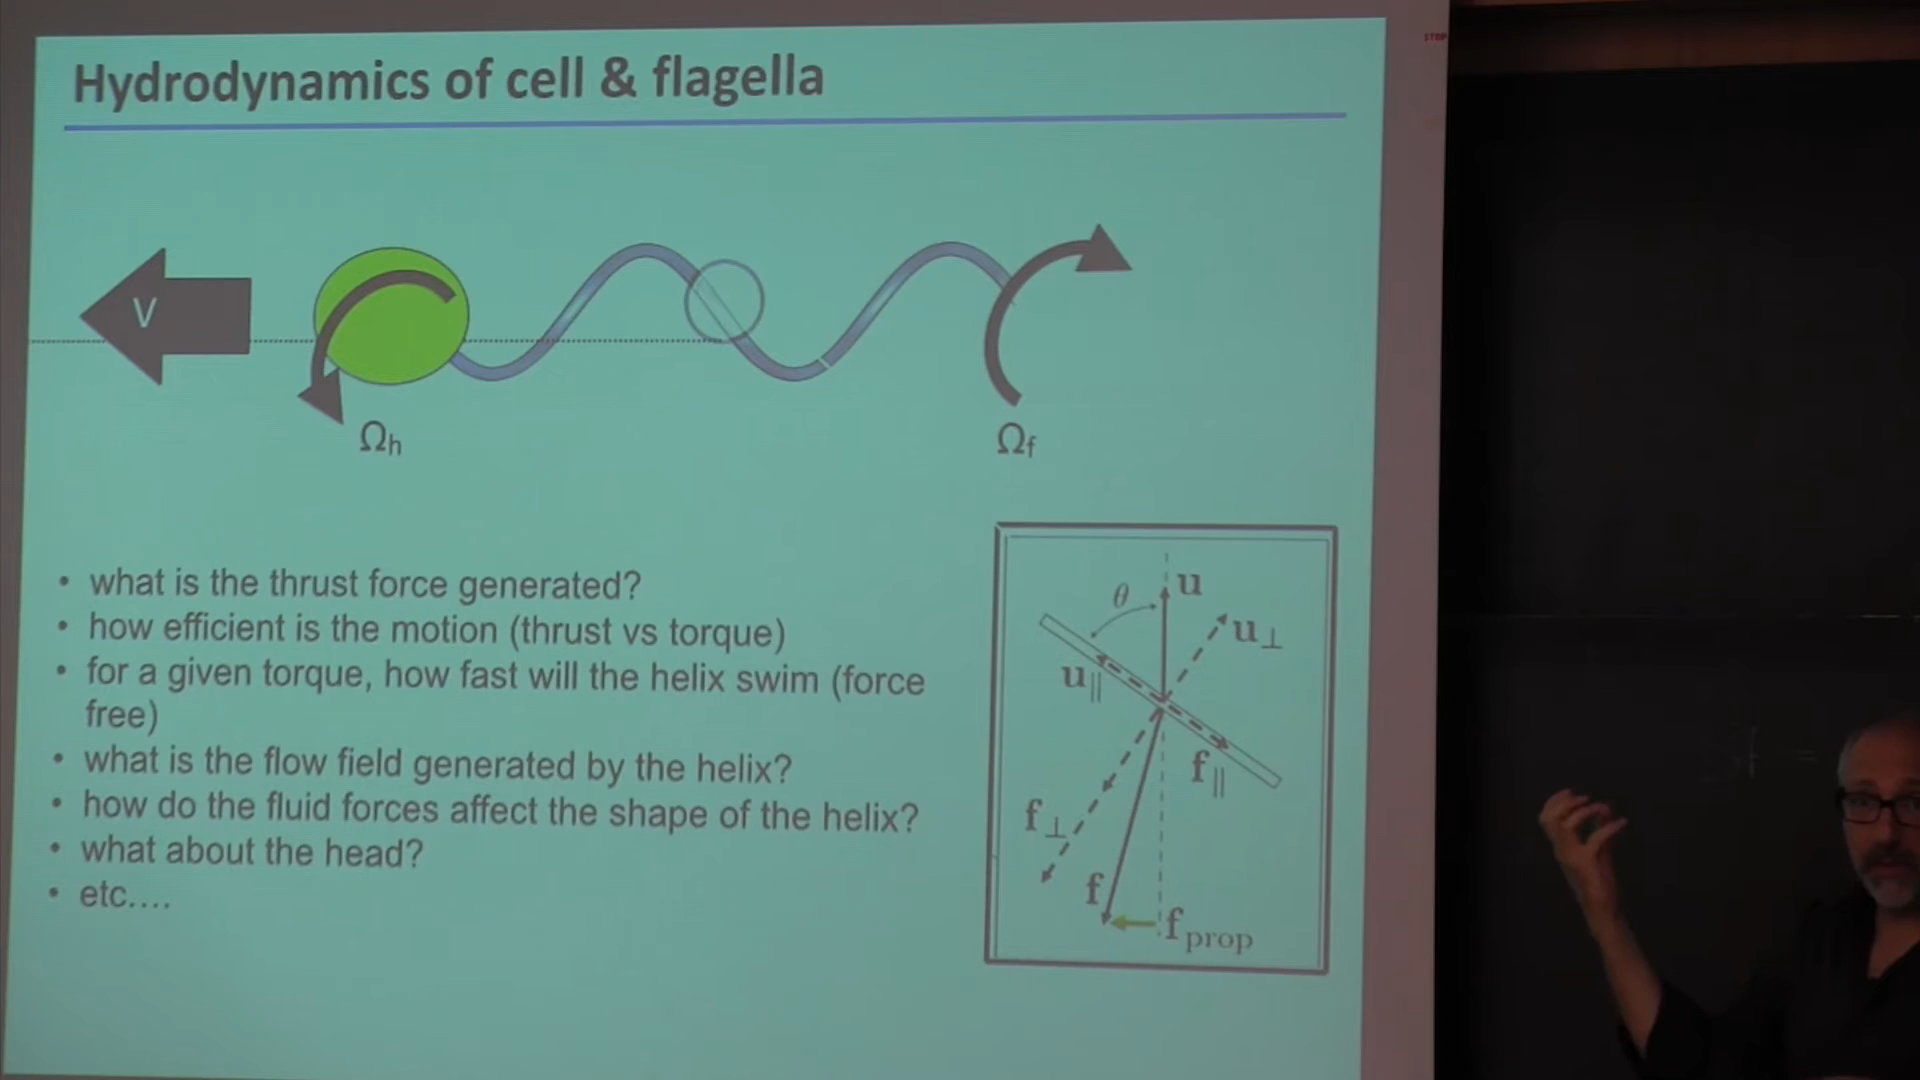 Hydrodynamics of cell & flagella
STOP
V
Ωh
Ωf
• what is the thrust force generated?
• how efficient is the motion (thrust vs torque)
• for a given torque, how fast will the helix swim (force
free)
• what is the flow field generated by the helix?
• how do the fluid forces affect the shape of the helix?
• what about the head?
• etc....
θ
u
u⊥
u||
f||
f⊥
f
fprop